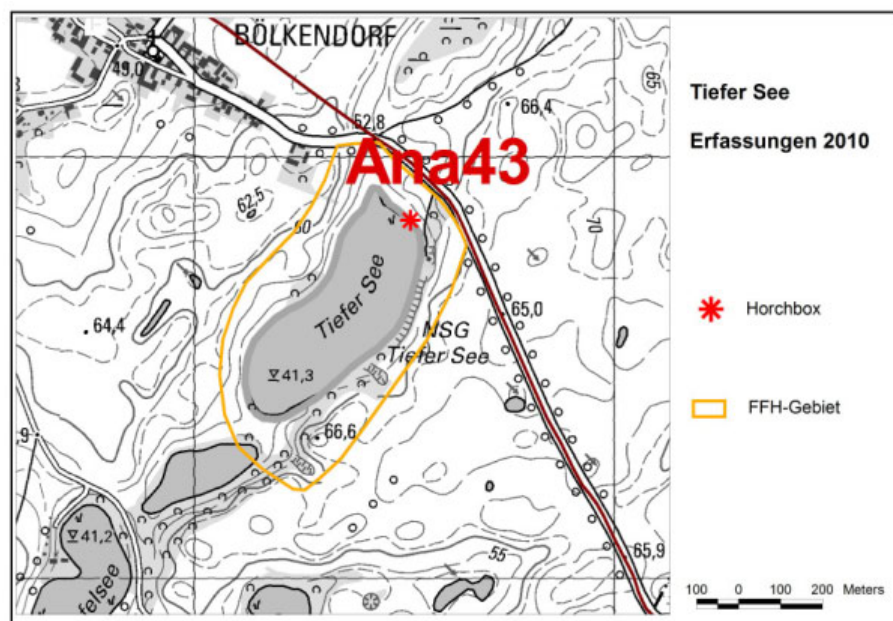 BÖLKENDORF
49,0
52,8
66,4
65
Ana43
62,5
60
70
Tiefer See
64,4
65,0
NSG
Tiefer See
41,3
66,6
,9
41,2
felsee
55
65,9
Tiefer See
Erfassungen 2010
Horchbox
FFH-Gebiet
100 0 100 200 Meters